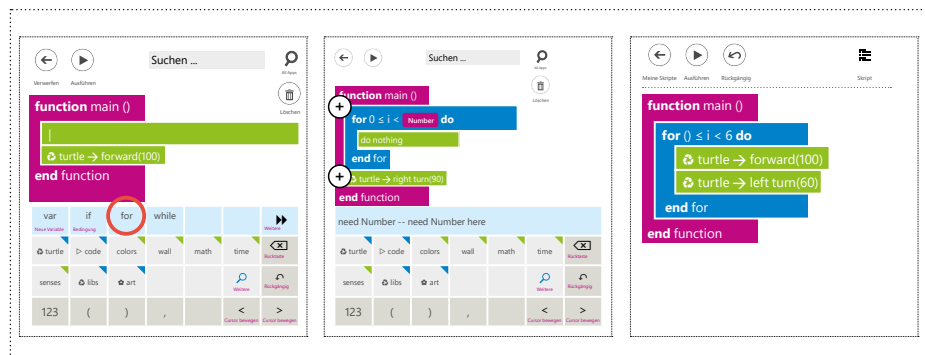 Suchen ...
All Apps
Verwerfen
Ausführen
Löschen
function main ()
turtle → forward(100)
end function
var
if
for
while
Neue Variable
Bedingung
Weitere
turtle
code
colors
wall
math
time
Rücktaste
senses
libs
art
Weitere
Rückgängig
123
(
)
,
<
>
Cursor bewegen
Cursor bewegen
Suchen ...
All Apps
Löschen
function main ()
for 0 ≤ i < Number do
do nothing
end for
turtle → right turn(90)
end function
need Number -- need Number here
turtle
code
colors
wall
math
time
Rücktaste
senses
libs
art
Weitere
Rückgängig
123
(
)
,
<
>
Cursor bewegen
Cursor bewegen
Meine Skripte
Ausführen
Rückgängig
Skript
function main ()
for () ≤ i < 6 do
turtle → forward(100)
turtle → left tum(60)
end for
end function